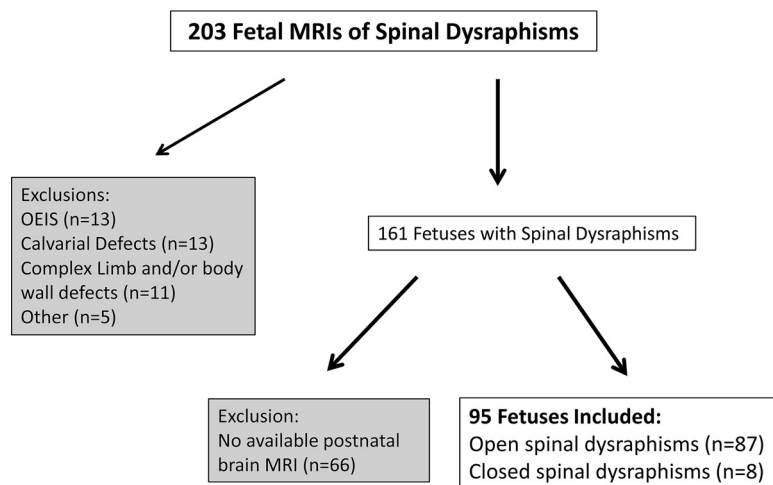 203 Fetal MRIs of Spinal Dysraphisms
Exclusions:
OEIS (n=13)
Calvarial Defects (n=13)
Complex Limb and/or body
wall defects (n=11)
Other (n=5)
161 Fetuses with Spinal Dysraphisms
Exclusion:
No available postnatal
brain MRI (n=66)
95 Fetuses Included:
Open spinal dysraphisms (n=87)
Closed spinal dysraphisms (n=8)